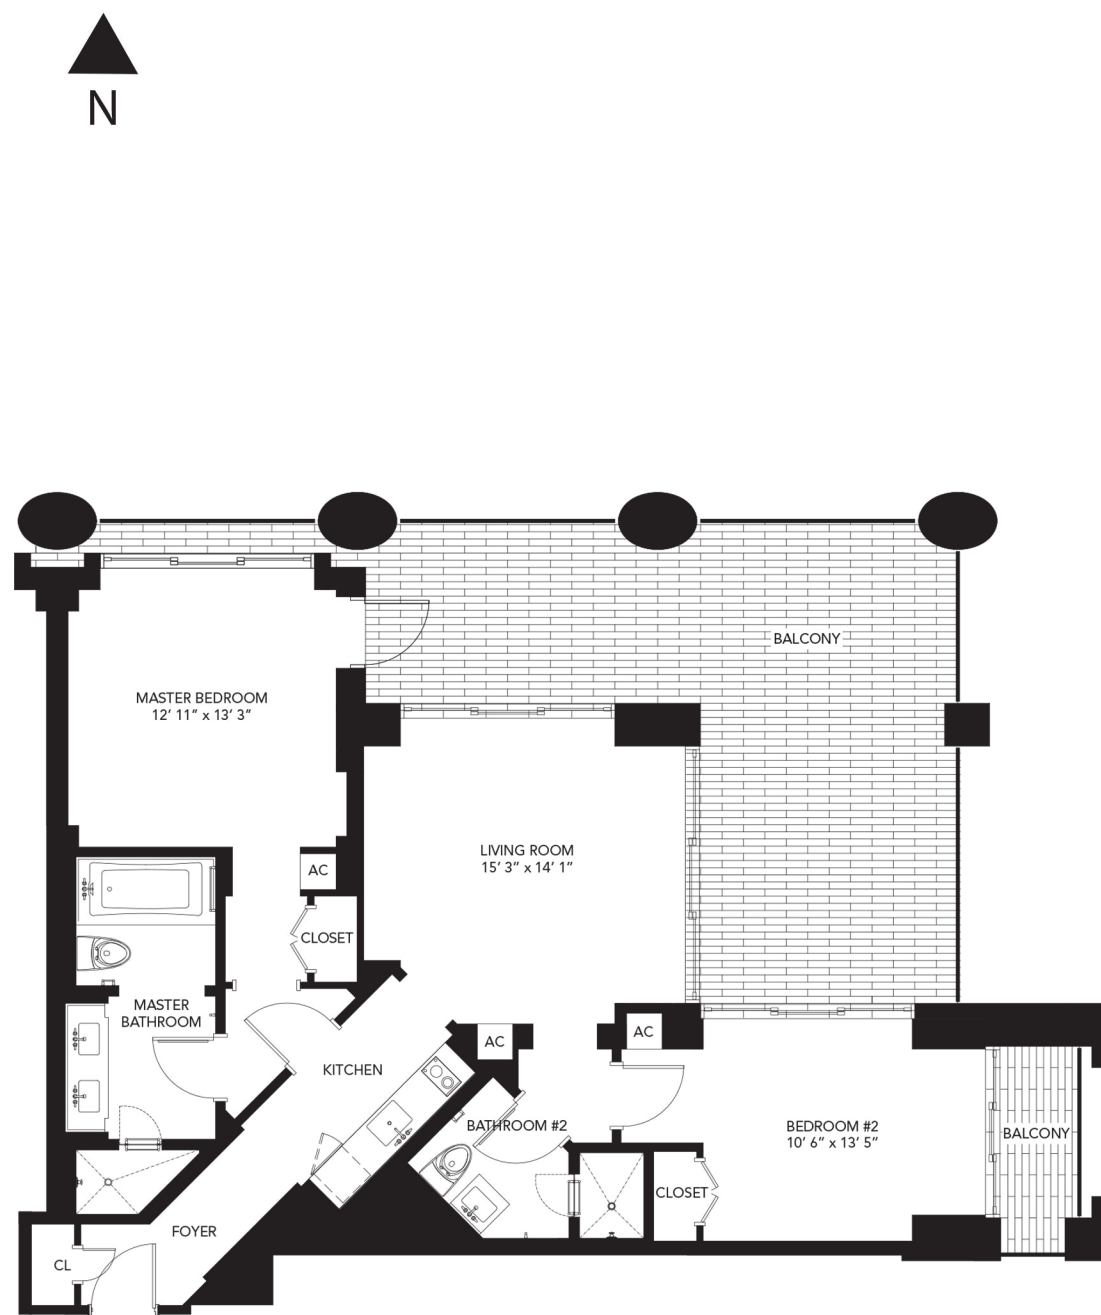 N
BALCONY
MASTER BEDROOM
12’ 11” x 13’ 3”
LIVING ROOM
15’ 3” x 14’ 1”
AC
CLOSET
MASTER
BATHROOM
AC
AC
KITCHEN
BATHROOM #2
BEDROOM #2
10’ 6” x 13’ 5”
BALCONY
CLOSET
FOYER
CL